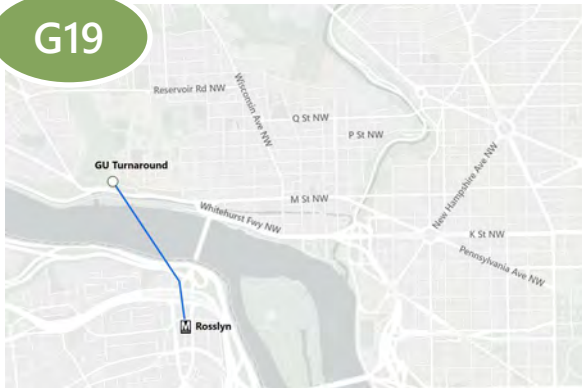 G19
Reservoir Rd NW
Wisconsin Ave NW
Q St NW
P St NW
GU Turnaround
New Hampshire Ave NW
M St NW
Whitehurst Fwy NW
K St NW
Pennsylvania Ave NW
M Rosslyn